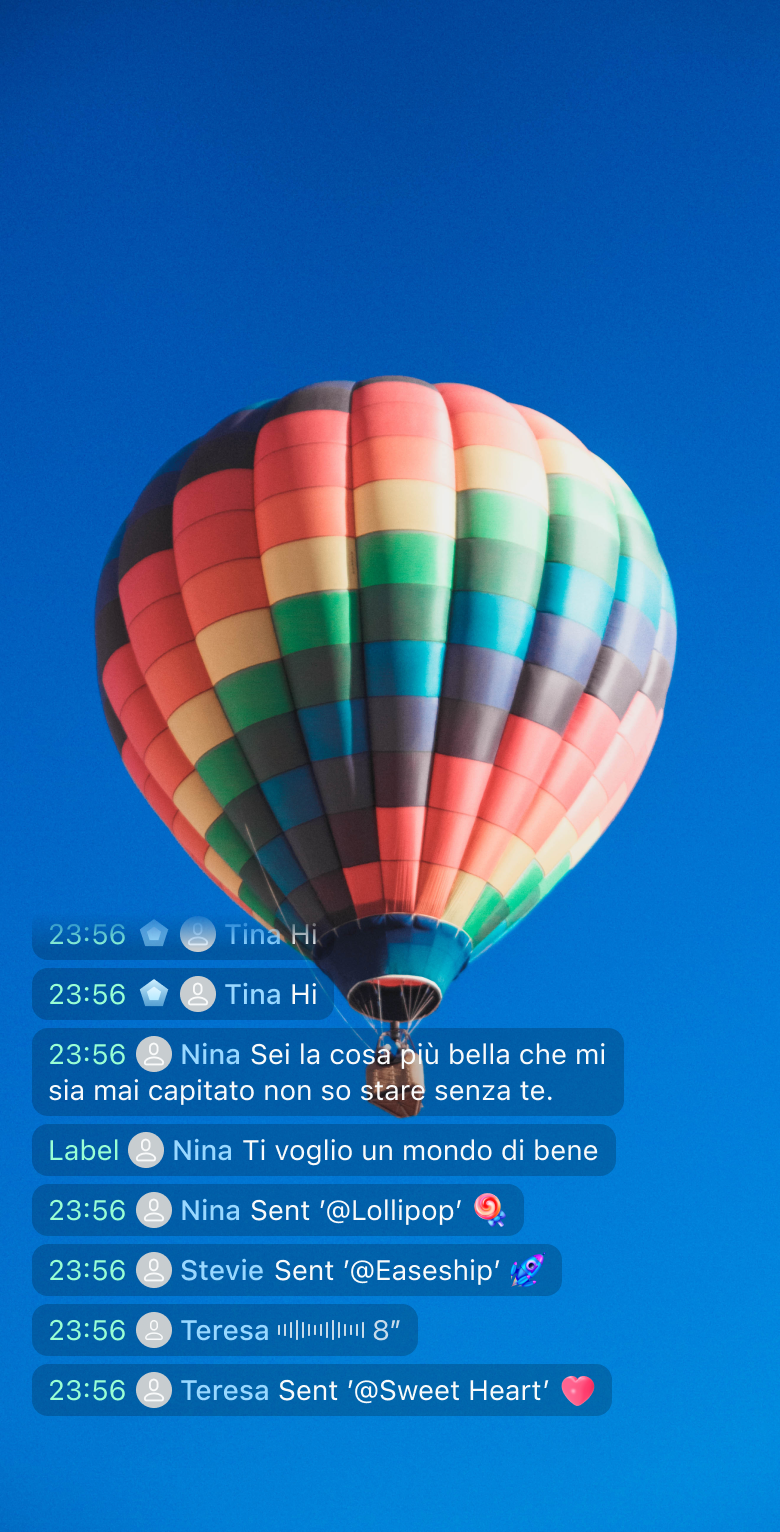 23:56 Tina Hi
23:56 Tina Hi
23:56 Nina Sei la cosa più bella che mi
sia mai capitato non so stare senza te.
Label Nina Ti voglio un mondo di bene
23:56 Nina Sent '@Lollipop'
23:56 Stevie Sent '@Easeship'
23:56 Teresa 8”
23:56 Teresa Sent '@Sweet Heart'